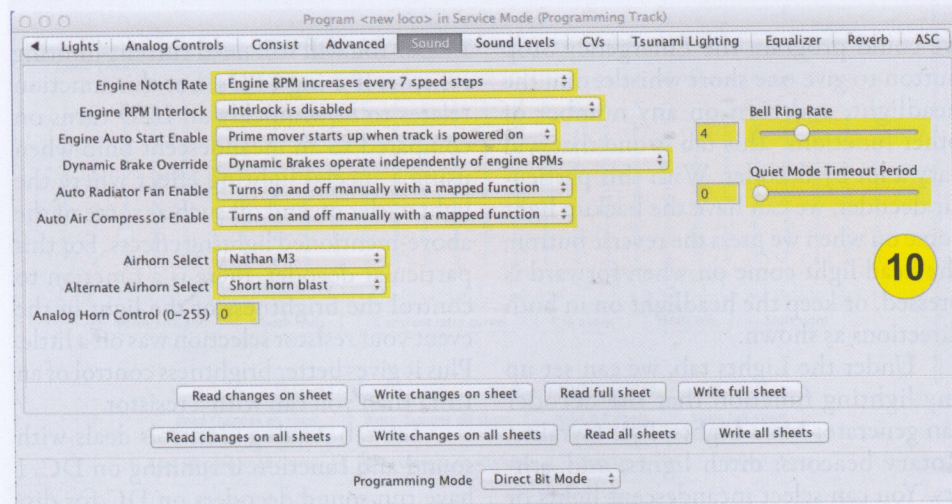 Program <new loco> in Service Mode (Programming Track)
Lights Analog Controls Consist Advanced Sound Sound Levels CVs Tsunami Lighting Equalizer Reverb ASC
Engine Notch Rate Engine RPM increases every 7 speed steps
Engine RPM Interlock Interlock is disabled
Engine Auto Start Enable Prime mover starts up when track is powered up
Dynamic Brake Override Dynamic Brakes operate independently of engine RPMs
Auto Radiator Fan Enable Turns on and off manually with a mapped function
Auto Air Compressor Enable Turns on and off manually with a mapped function
Airhorn Select Nathan M3
Alternate Airhorn Select Short horn blast
Analog Horn Control (0–255) 0
Bell Ring Rate
4
Quiet Mode Timeout Period
0
10
Read changes on sheet Write changes on sheet Read full sheet Write full sheet
Read changes on all sheets Write changes on all sheets Read all sheets Write all sheets
Programming Mode Direct Bit Mode